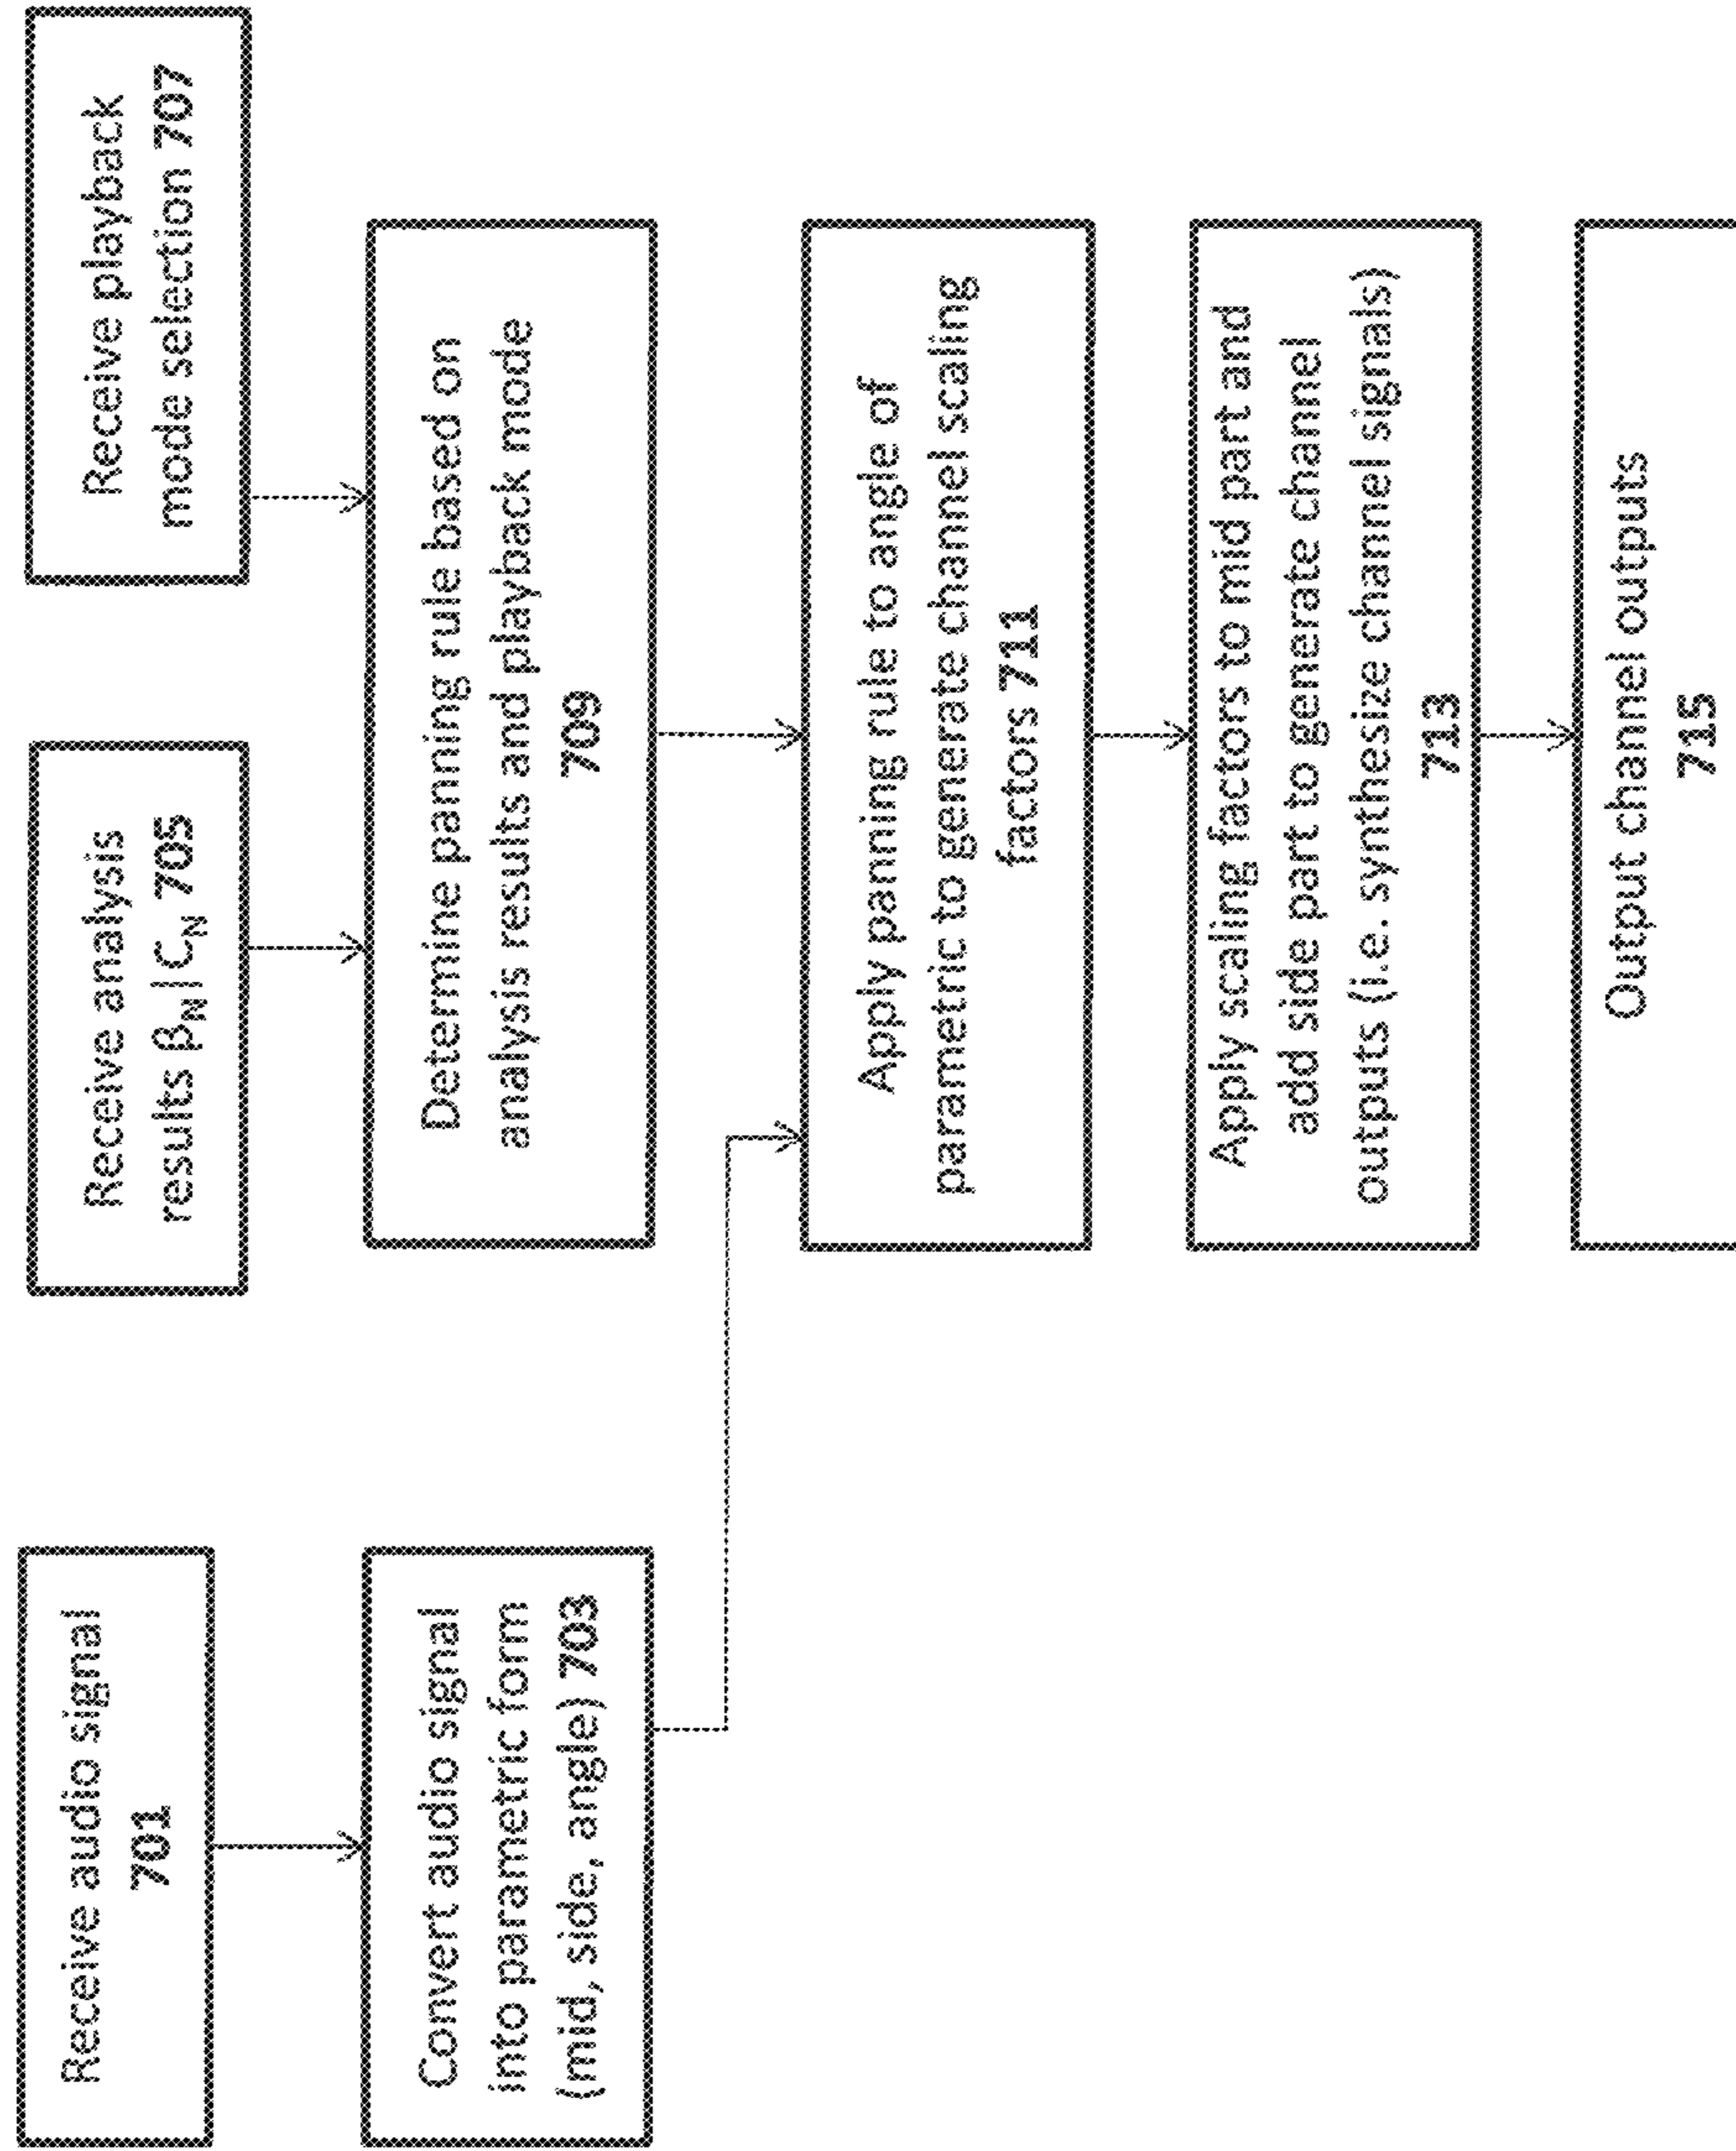 Receive audio signal
701
Convert audio signal
into parametric form
(mid, side, angle) 703
Receive analysis
results βN| CN 705
Receive playback
mode selection 707
Determine panning rule based on
analysis results and playback mode
709
Apply panning rule to angle of
parametric to generate channel scaling
factors 711
Apply scaling factors to mid part and
add side part to generate channel
outputs (i.e. synthesize channel signals)
713
Output channel outputs
715